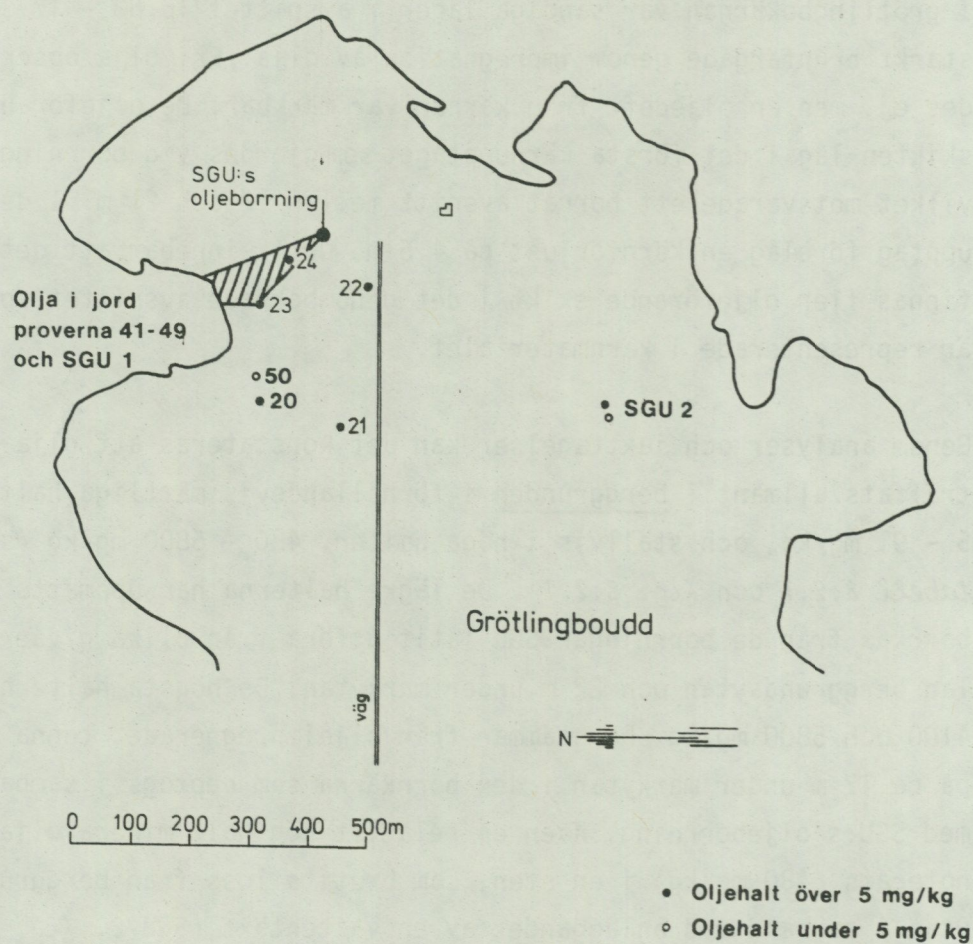 SGU:s
oljeborrning
24
23
22
Olja i jord
proverna 41-49
och SGU 1
50
20
21
SGU 2
Grötlingboudd
väg
N
0 100 200 300 400 500m
• Oljehalt över 5 mg/kg
○ Oljehalt under 5 mg/kg